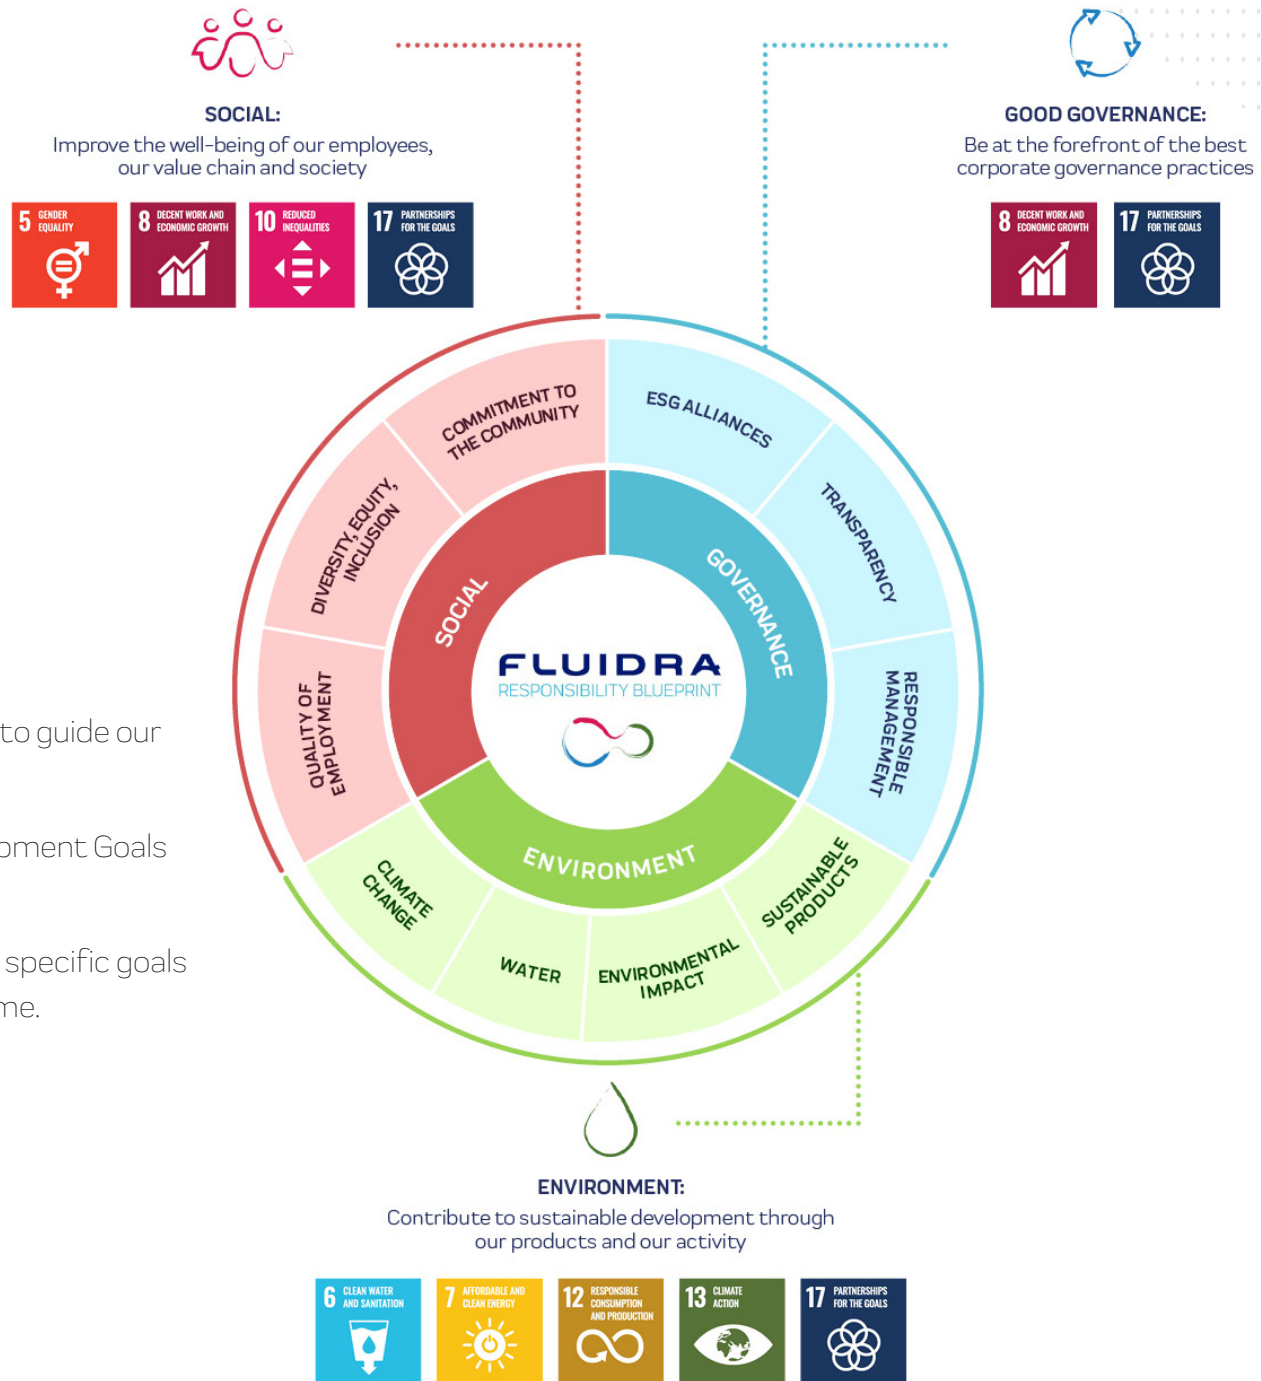 SOCIAL:
Improve the well-being of our employees,
our value chain and society
5 GENDER
EQUALITY
8 DECENT WORK AND
ECONOMIC GROWTH
10 REDUCED
INEQUALITIES
17 PARTNERSHIPS
FOR THE GOALS
GOOD GOVERNANCE:
Be at the forefront of the best
corporate governance practices
8 DECENT WORK AND
ECONOMIC GROWTH
17 PARTNERSHIPS
FOR THE GOALS
COMMITMENT TO
THE COMMUNITY
ESG ALLIANCES
DIVERSITY, EQUITY,
INCLUSION
TRANSPARENCY
SOCIAL
GOVERNANCE
QUALITY OF
EMPLOYMENT
FLUIDRA
RESPONSIBILITY BLUEPRINT
RESPONSIBLE
MANAGEMENT
to guide our
Goals
specific goals
ENVIRONMENT
CLIMATE
CHANGE
WATER
ENVIRONMENTAL
IMPACT
SUSTAINABLE
PRODUCTS
ENVIRONMENT:
Contribute to sustainable development through
our products and our activity
6 CLEAN WATER
AND SANITATION
7 AFFORDABLE AND
CLEAN ENERGY
12 RESPONSIBLE
CONSUMPTION
AND PRODUCTION
13 CLIMATE
ACTION
17 PARTNERSHIPS
FOR THE GOALS